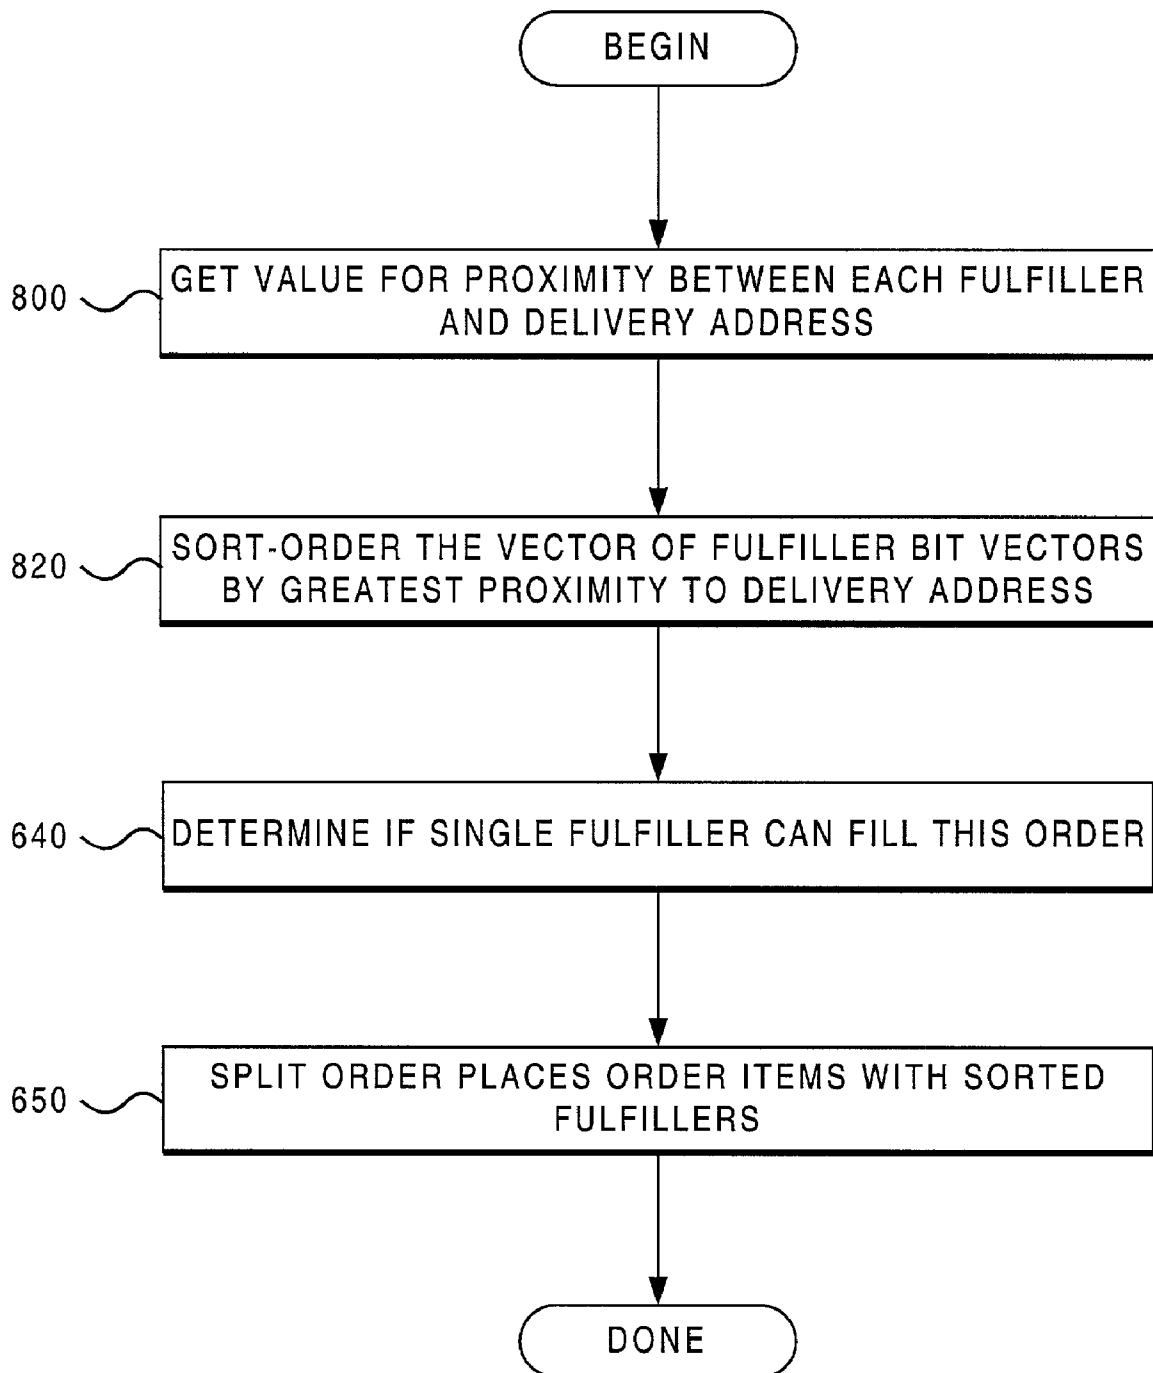 BEGIN
800
GET VALUE FOR PROXIMITY BETWEEN EACH FULFILLER
AND DELIVERY ADDRESS
820
SORT-ORDER THE VECTOR OF FULFILLER BIT VECTORS
BY GREATEST PROXIMITY TO DELIVERY ADDRESS
640
DETERMINE IF SINGLE FULFILLER CAN FILL THIS ORDER
650
SPLIT ORDER PLACES ORDER ITEMS WITH SORTED
FULFILLERS
DONE